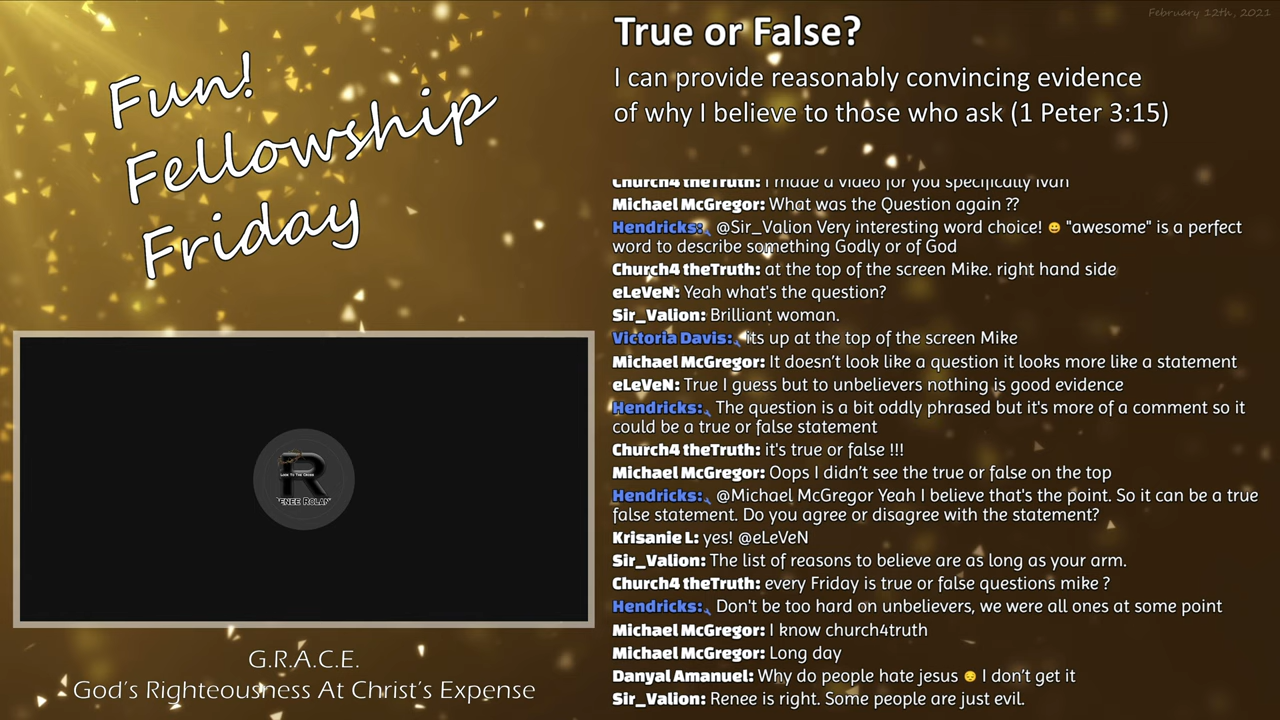 February 12th, 2021
Fun!
Fellowship
Friday
True or False?
I can provide reasonably convincing evidence
of why I believe to those who ask (1 Peter 3:15)
Church4 theTruth: I made a video for you specifically Ivan
Michael McGregor: What was the Question again ??
Hendricks: @Sir_Valion Very interesting word choice! 😀 "awesome" is a perfect
word to describe something Godly or of God
Church4 theTruth: at the top of the screen Mike. right hand side
eLeVeN: Yeah what's the question?
Sir_Valion: Brilliant woman.
Victoria Davis: its up at the top of the screen Mike
Michael McGregor: It doesn't look like a question it looks more like a statement
eLeVeN: True I guess but to unbelievers nothing is good evidence
Hendricks: The question is a bit oddly phrased but it's more of a comment so it
could be a true or false statement
Church4 theTruth: it's true or false !!!
Michael McGregor: Oops I didn't see the true or false on the top
Hendricks: @Michael McGregor Yeah I believe that's the point. So it can be a true
false statement. Do you agree or disagree with the statement?
Krisanie L: yes! @eLeVeN
Sir_Valion: The list of reasons to believe are as long as your arm.
Church4 theTruth: every Friday is true or false questions mike ?
Hendricks: Don't be too hard on unbelievers, we were all ones at some point
Michael McGregor: I know church4truth
Michael McGregor: Long day
Danyal Amanuel: Why do people hate jesus 😔 I don't get it
Sir_Valion: Renee is right. Some people are just evil.
R
TO THE CROSS
ENEE ROLAN
G.R.A.C.E.
God's Righteousness At Christ's Expense